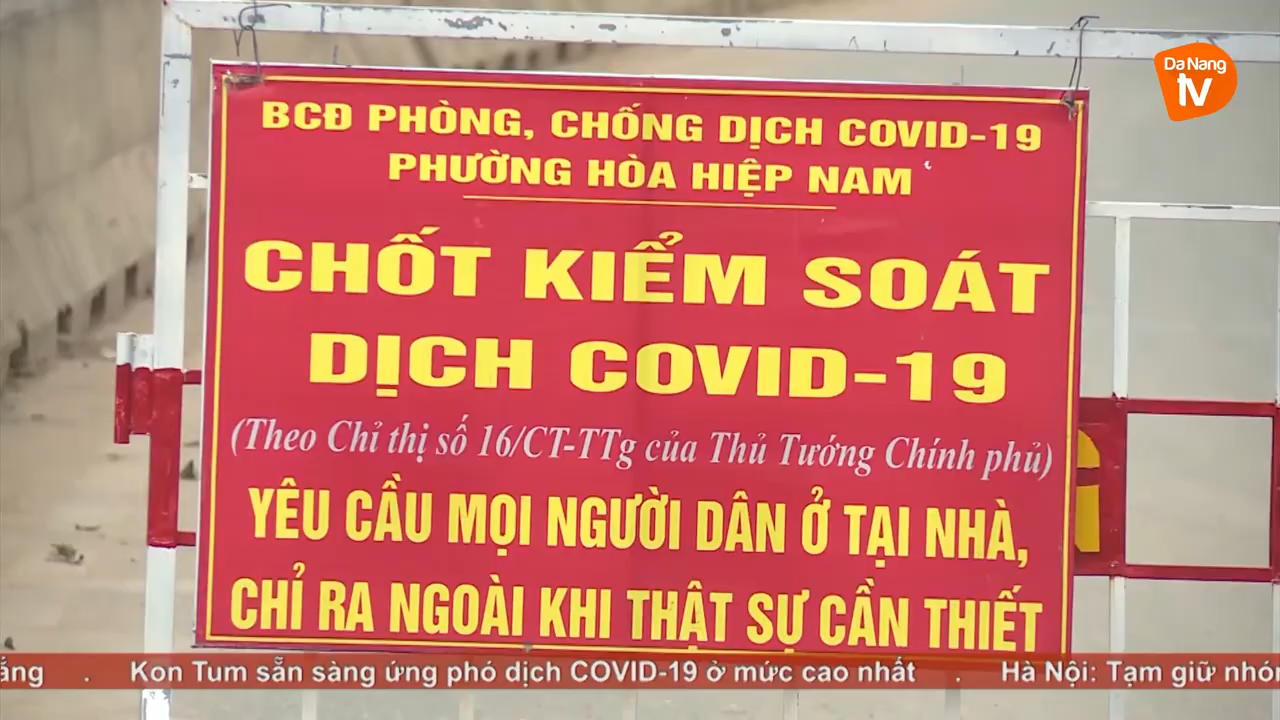 Da Nang
tv
BCĐ PHÒNG, CHỐNG DỊCH COVID-19
PHƯỜNG HÒA HIỆP NAM
CHỐT KIỂM SOÁT
DỊCH COVID-19
(Theo Chỉ thị số 16/CT-TTg của Thủ Tướng Chính phủ)
YÊU CẦU MỌI NGƯỜI DÂN Ở TẠI NHÀ,
CHỈ RA NGOÀI KHI THẬT SỰ CẦN THIẾT
. Kon Tum sẵn sàng ứng phó dịch COVID-19 ở mức cao nhất . Hà Nội: Tạm giữ